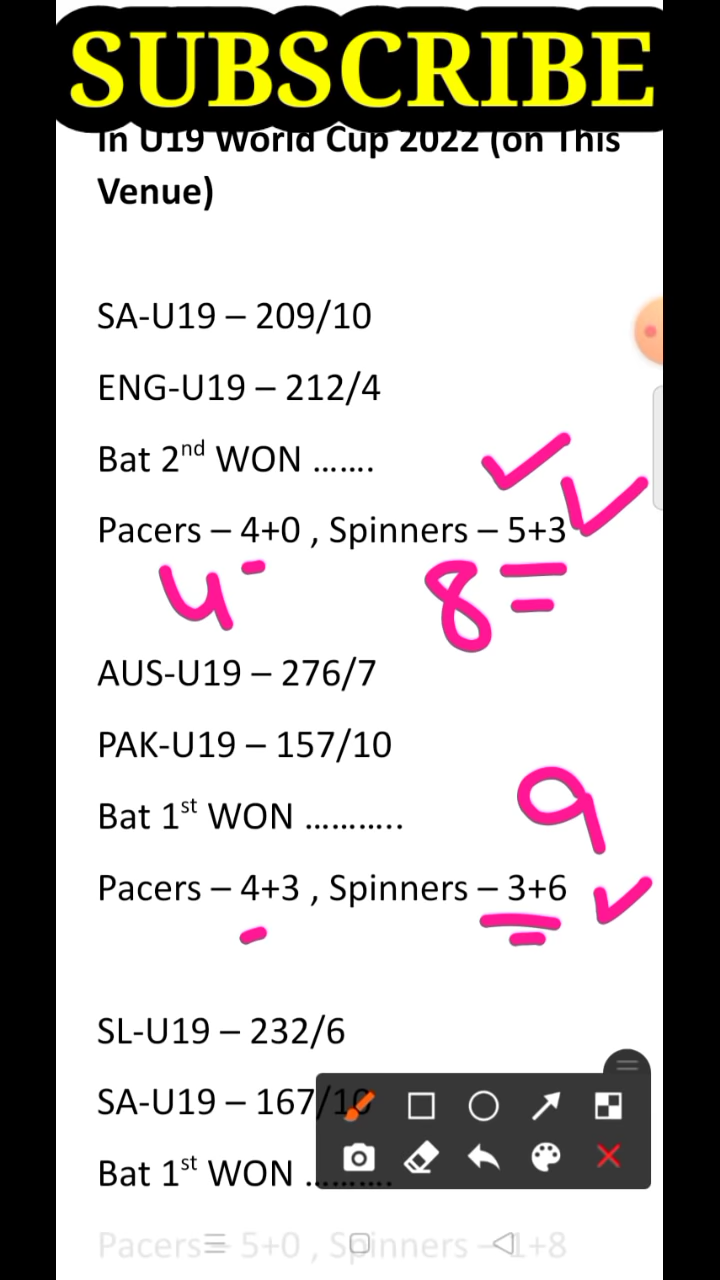 SUBSCRIBE
In U19 World Cup 2022 (on This
Venue)
SA-U19 – 209/10
ENG-U19 – 212/4
Bat 2nd WON .......
Pacers – 4+0 , Spinners – 5+3
4 8
AUS-U19 – 276/7
PAK-U19 – 157/10
Bat 1st WON ...........
9
Pacers – 4+3 , Spinners – 3+6
SL-U19 – 232/6
SA-U19 – 167/10
Bat 1st WON ..........
Pacers – 5+0 , Spinners – 1+8